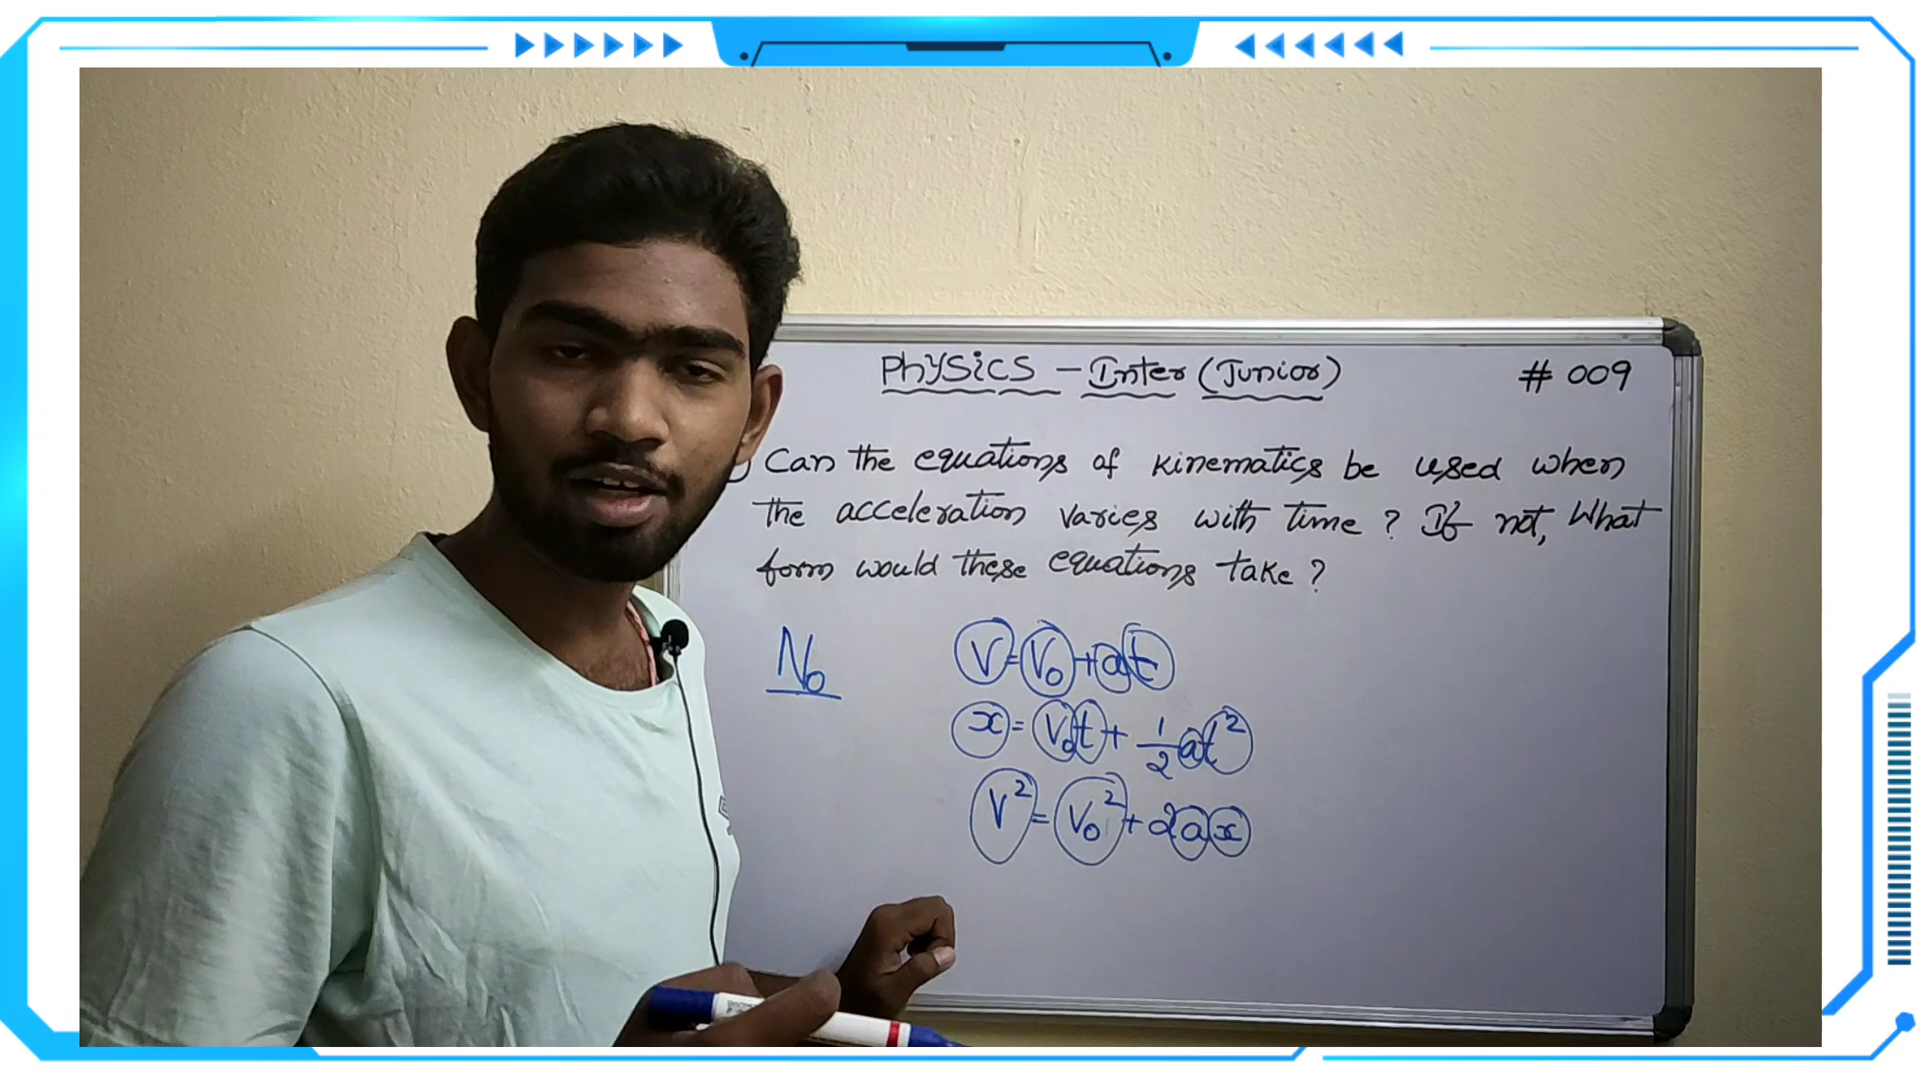 PHYSICS - Inter (Junior) # 009
) Can the equations of kinematics be used when
the acceleration varies with time ? If not, What
form would these equations take ?
No V = V₀ + at
x = V₀t + 1/2 at²
V² = V₀² + 2ax